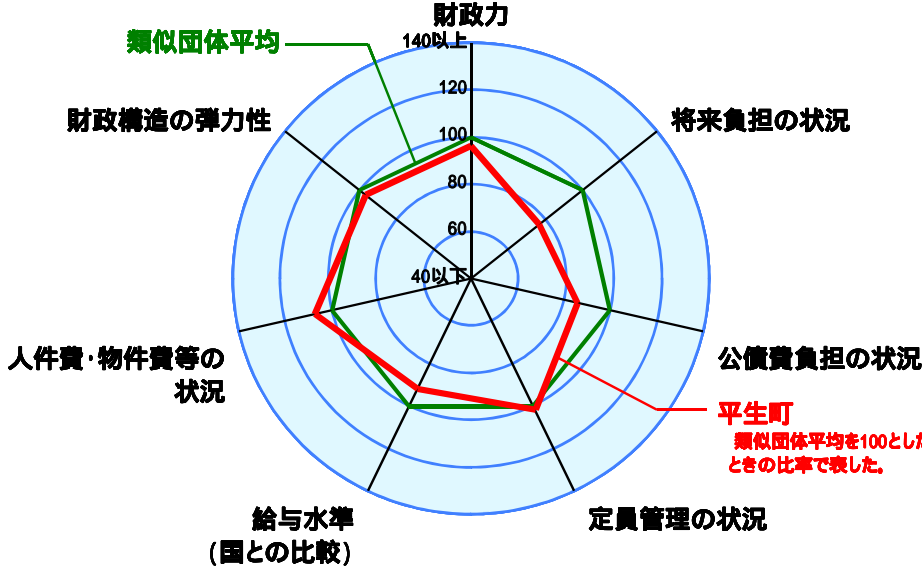 財政力
140以上
類似団体平均
120
財政構造の弾力性
将来負担の状況
100
80
60
40以下
人件費・物件費等の
状況
公債費負担の状況
平生町
類似団体平均を100とした
ときの比率で表した。
給与水準
(国との比較)
定員管理の状況